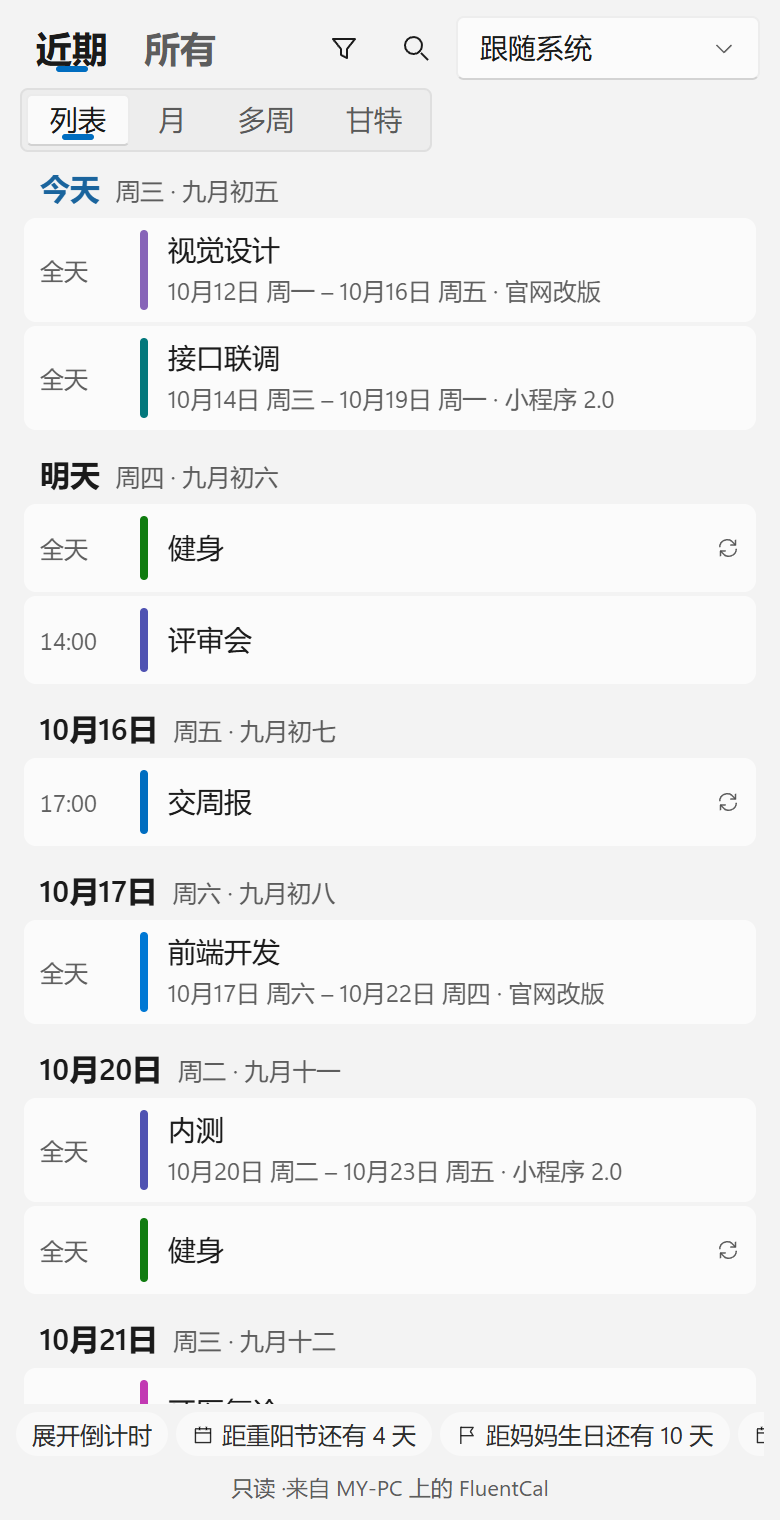 近期 所有 跟随系统
列表 月 多周 甘特
今天 周三 · 九月初五
全天 视觉设计
10月12日 周一 – 10月16日 周五 · 官网改版
全天 接口联调
10月14日 周三 – 10月19日 周一 · 小程序 2.0
明天 周四 · 九月初六
全天 健身
14:00 评审会
10月16日 周五 · 九月初七
17:00 交周报
10月17日 周六 · 九月初八
全天 前端开发
10月17日 周六 – 10月22日 周四 · 官网改版
10月20日 周二 · 九月十一
全天 内测
10月20日 周二 – 10月23日 周五 · 小程序 2.0
全天 健身
10月21日 周三 · 九月十二
展开倒计时 距重阳节还有 4 天 距妈妈生日还有 10 天
只读 ·来自 MY-PC 上的 FluentCal